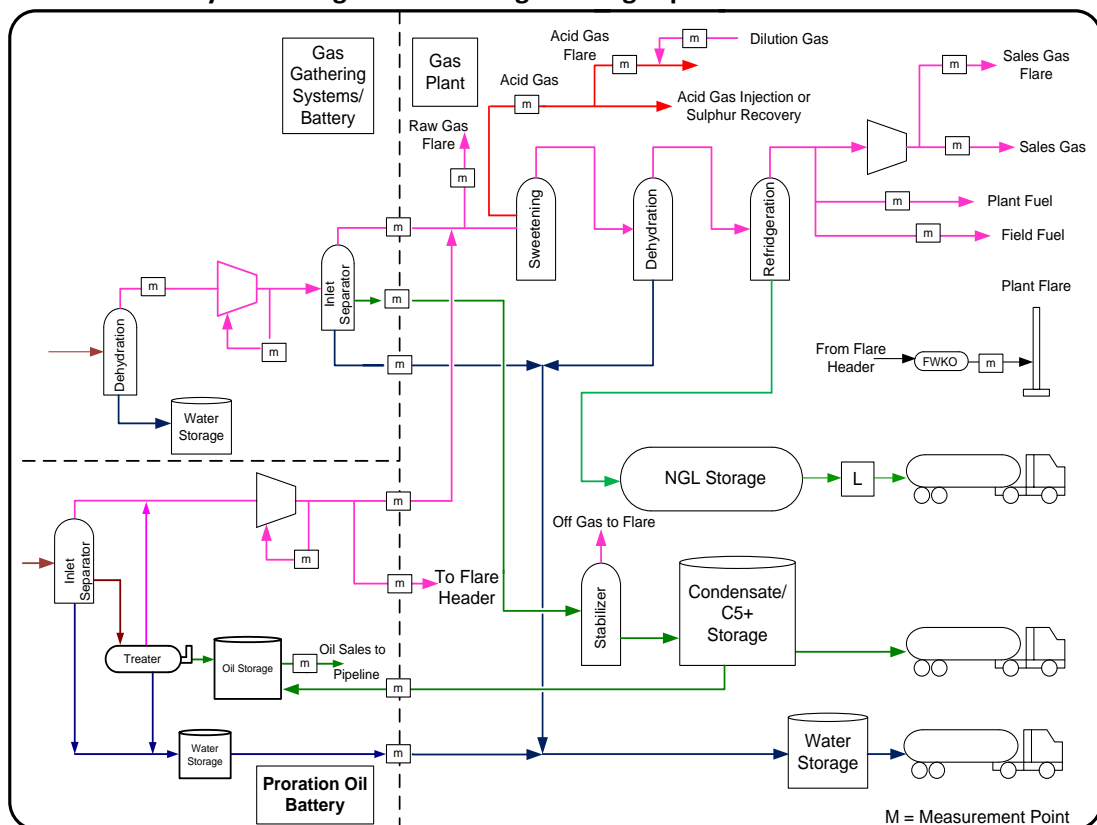 Gas
Gathering
Systems/
Battery
Gas
Plant
Acid Gas
Flare
m
m
Dilution Gas
Acid Gas
m
Acid Gas Injection or
Sulphur Recovery
Raw Gas
Flare
m
Sales Gas
Flare
m
m
Sales Gas
m
Plant Fuel
m
Field Fuel
Sweetening
Dehydration
Refridgeration
m
Inlet
Separator
m
m
m
m
Dehydration
Water
Storage
Plant Flare
From Flare
Header
FWKO
m
NGL Storage
L
Inlet
Separator
m
m
m
To Flare
Header
Off Gas to Flare
Stabilizer
Condensate/
C5+
Storage
Treater
Oil Storage
m
Oil Sales to
Pipeline
m
Water
Storage
m
Water
Storage
Proration Oil
Battery
M = Measurement Point